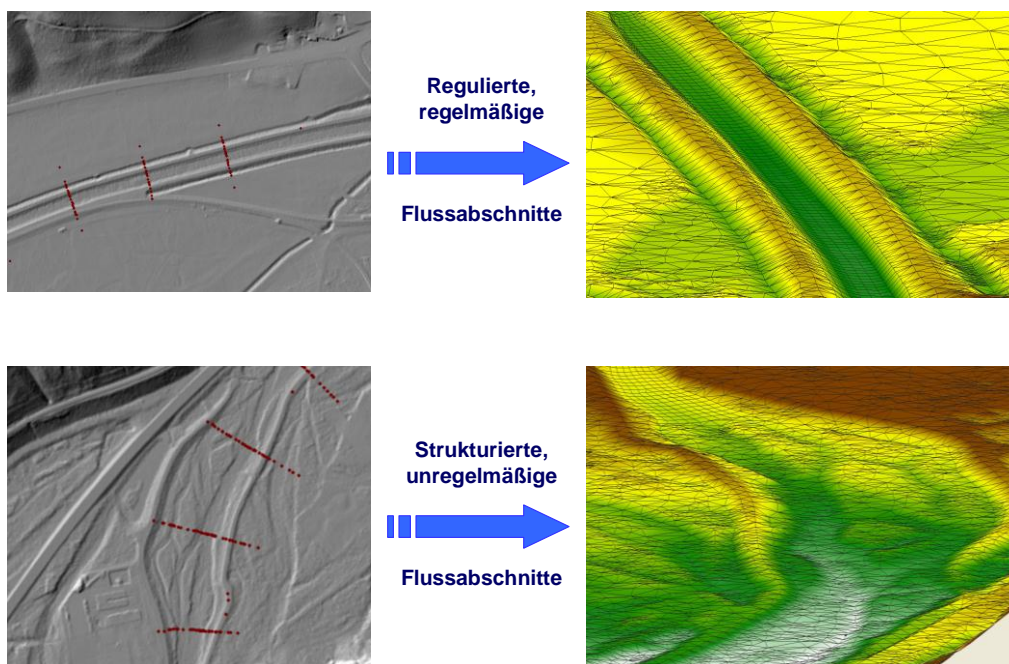 Regulierte,
regelmäßige
Flussabschnitte
Strukturierte,
unregelmäßige
Flussabschnitte